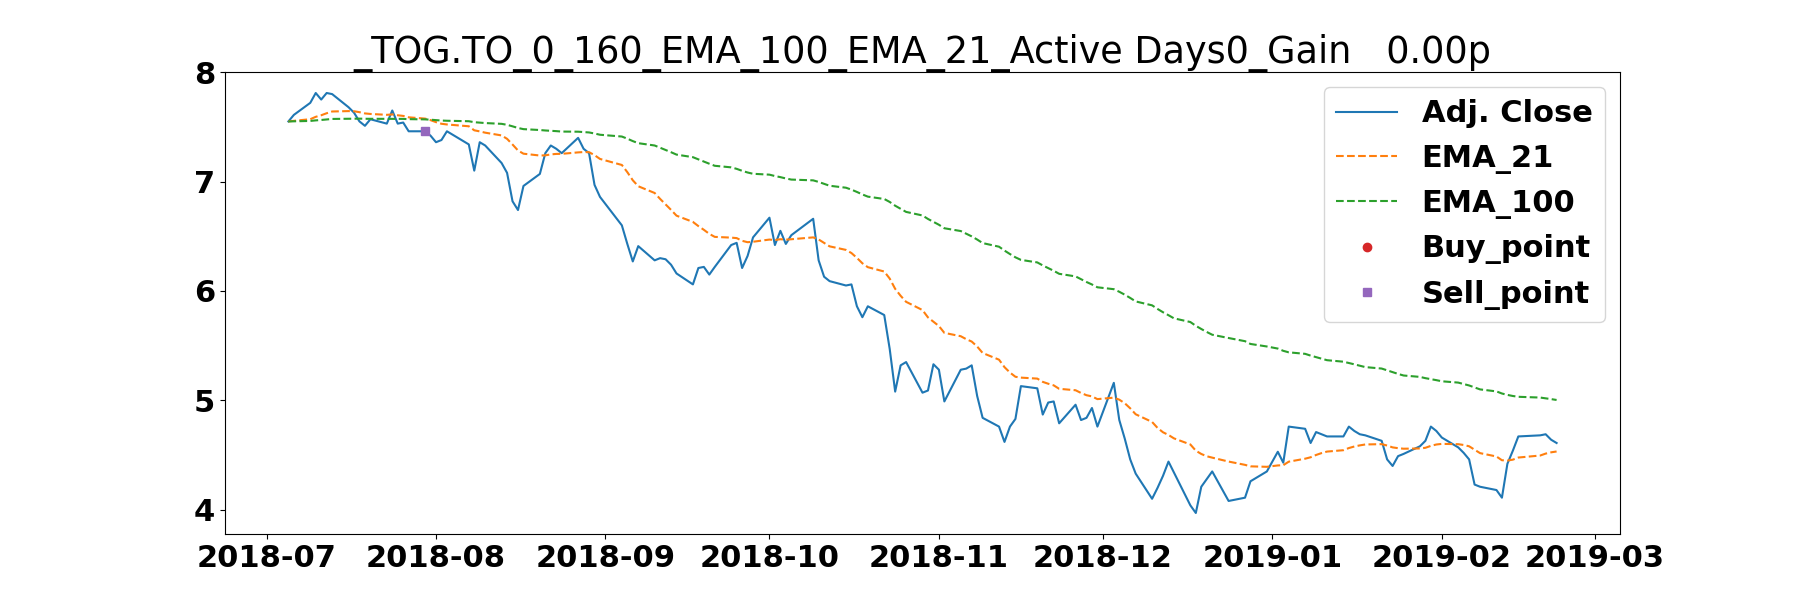 _TOG.TO_0_160_EMA_100_EMA_21_Active Days0_Gain   0.00p
8
7
6
5
4
Adj. Close
EMA_21
EMA_100
Buy_point
Sell_point
2018-07 2018-08 2018-09 2018-10 2018-11 2018-12 2019-01 2019-02 2019-03